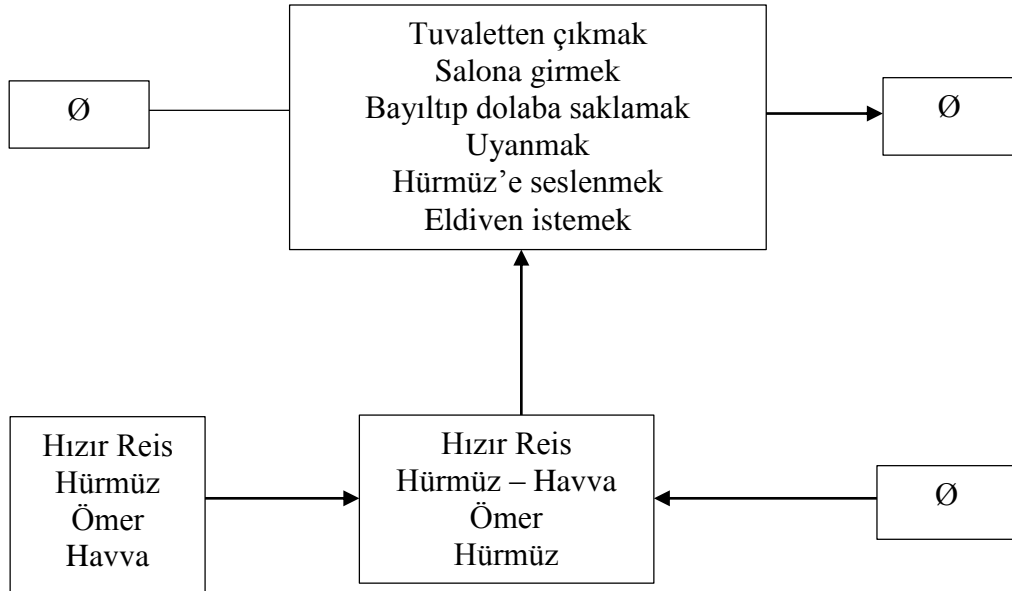 Ø
Tuvaletten çıkmak
Salona girmek
Bayıltıp dolaba saklamak
Uyanmak
Hürmüz’e seslenmek
Eldiven istemek
Ø
Hızır Reis
Hürmüz
Ömer
Havva
Hızır Reis
Hürmüz – Havva
Ömer
Hürmüz
Ø